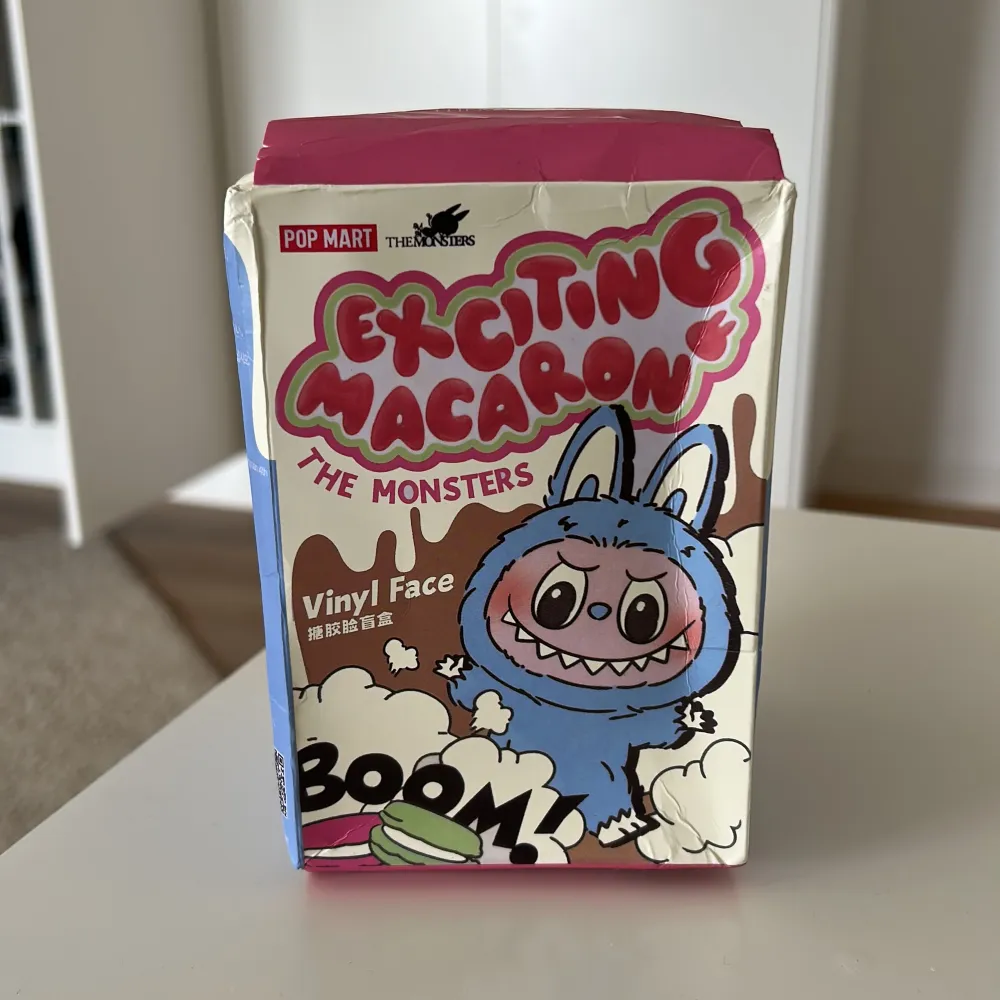 POP MART THE MONSTERS
EXCITING
MACARON
THE MONSTERS
Vinyl Face
搪胶脸盲盒
BOOM!